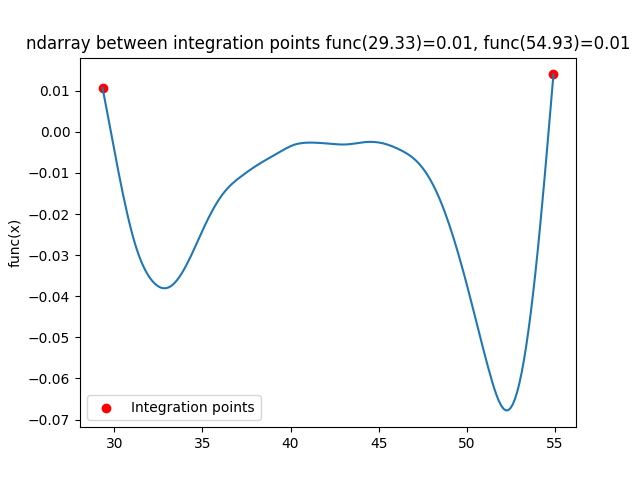 ndarray between integration points func(29.33)=0.01, func(54.93)=0.01
0.01
0.00
−0.01
−0.02
−0.03
−0.04
−0.05
−0.06
−0.07
func(x)
Integration points
30 35 40 45 50 55